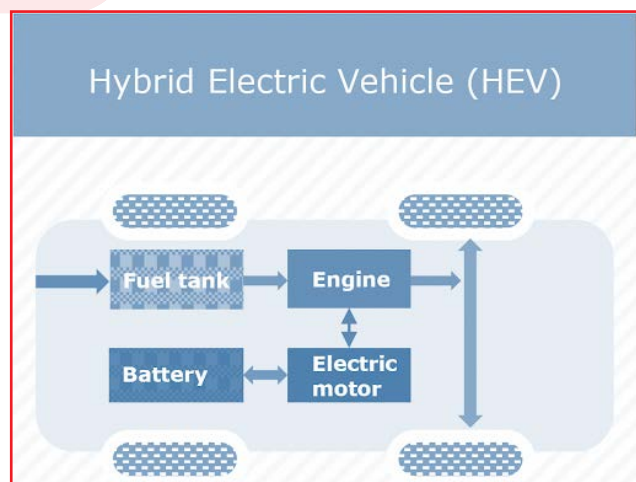 Hybrid Electric Vehicle (HEV)
Fuel tank
Engine
Battery
Electric
motor